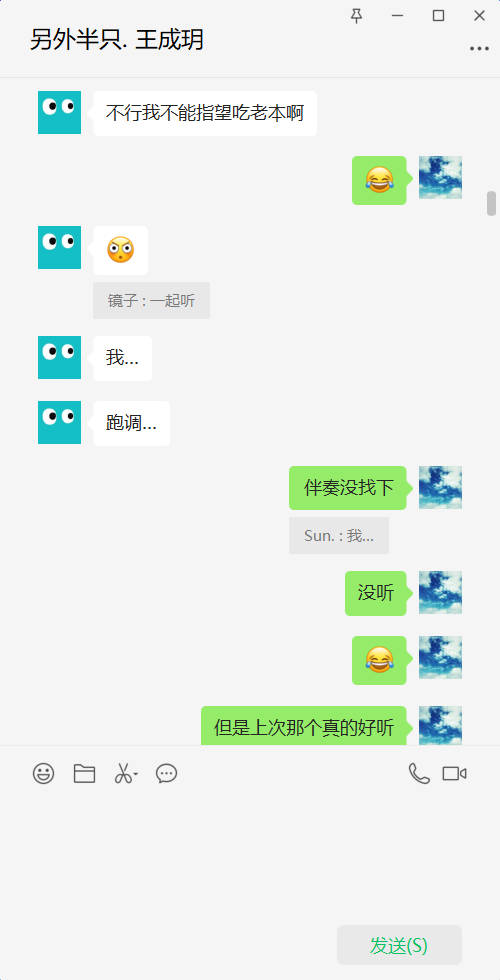 另外半只. 王成玥
不行我不能指望吃老本啊
镜子 : 一起听
我...
跑调...
伴奏没找下
Sun. : 我...
没听
但是上次那个真的好听
发送(S)